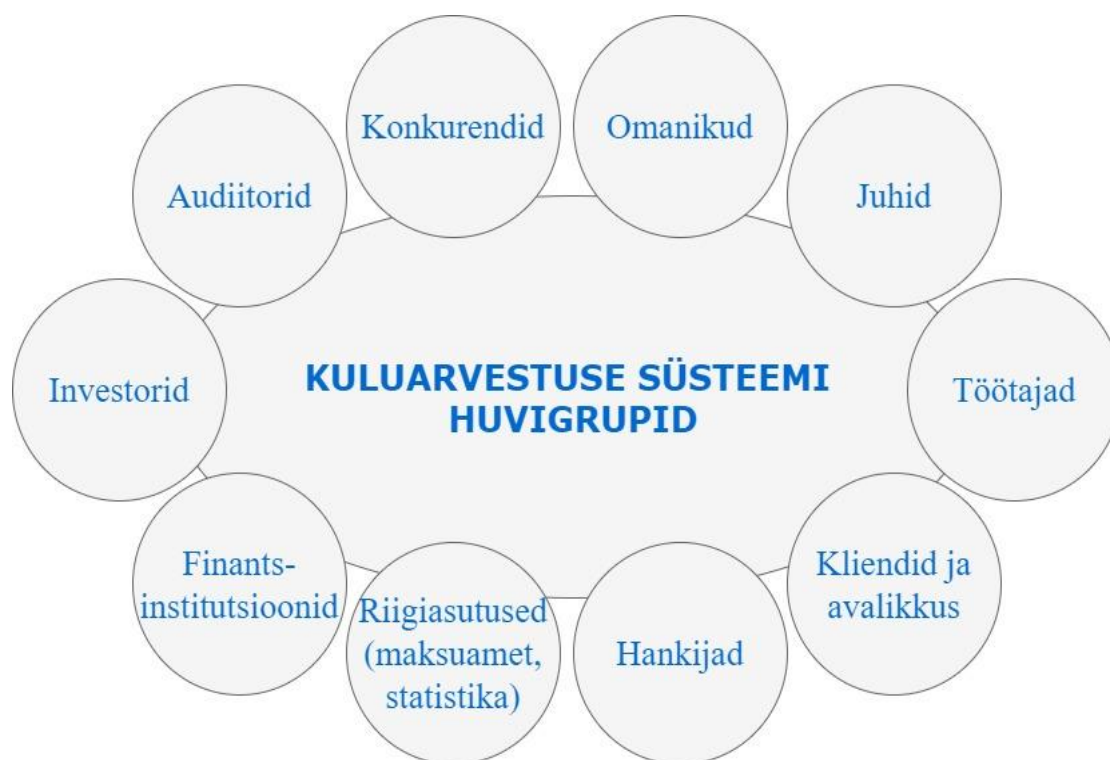 Konkurendid
Omanikud
Audiitorid
Juhid
Investorid
KULUARVESTUSE SÜSTEEMI
HUVIGRUPID
Töötajad
Finants-
institutsioonid
Riigiasutused
(maksuamet,
statistika)
Hankijad
Kliendid ja
avalikkus